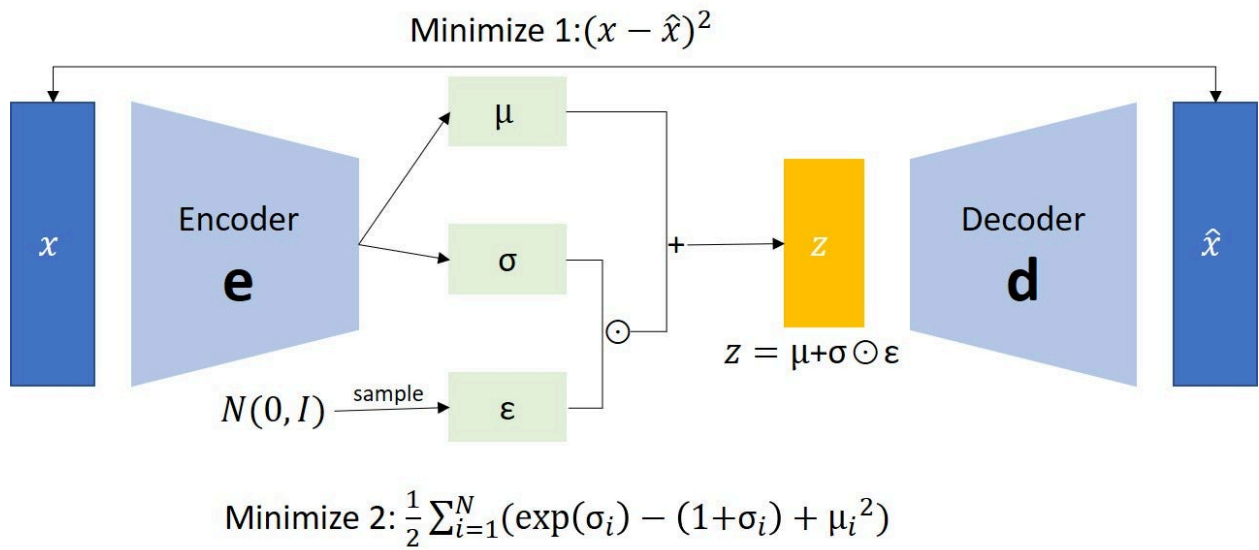 Minimize 1:(x − x̂)²
x
Encoder
e
μ
σ
ε
N(0, I)
sample
⊙
+
z
z = μ+σ⊙ε
Decoder
d
x̂
Minimize 2: ½ ∑ᵢ₌₁ᴺ(exp(σᵢ) − (1+σᵢ) + μᵢ²)